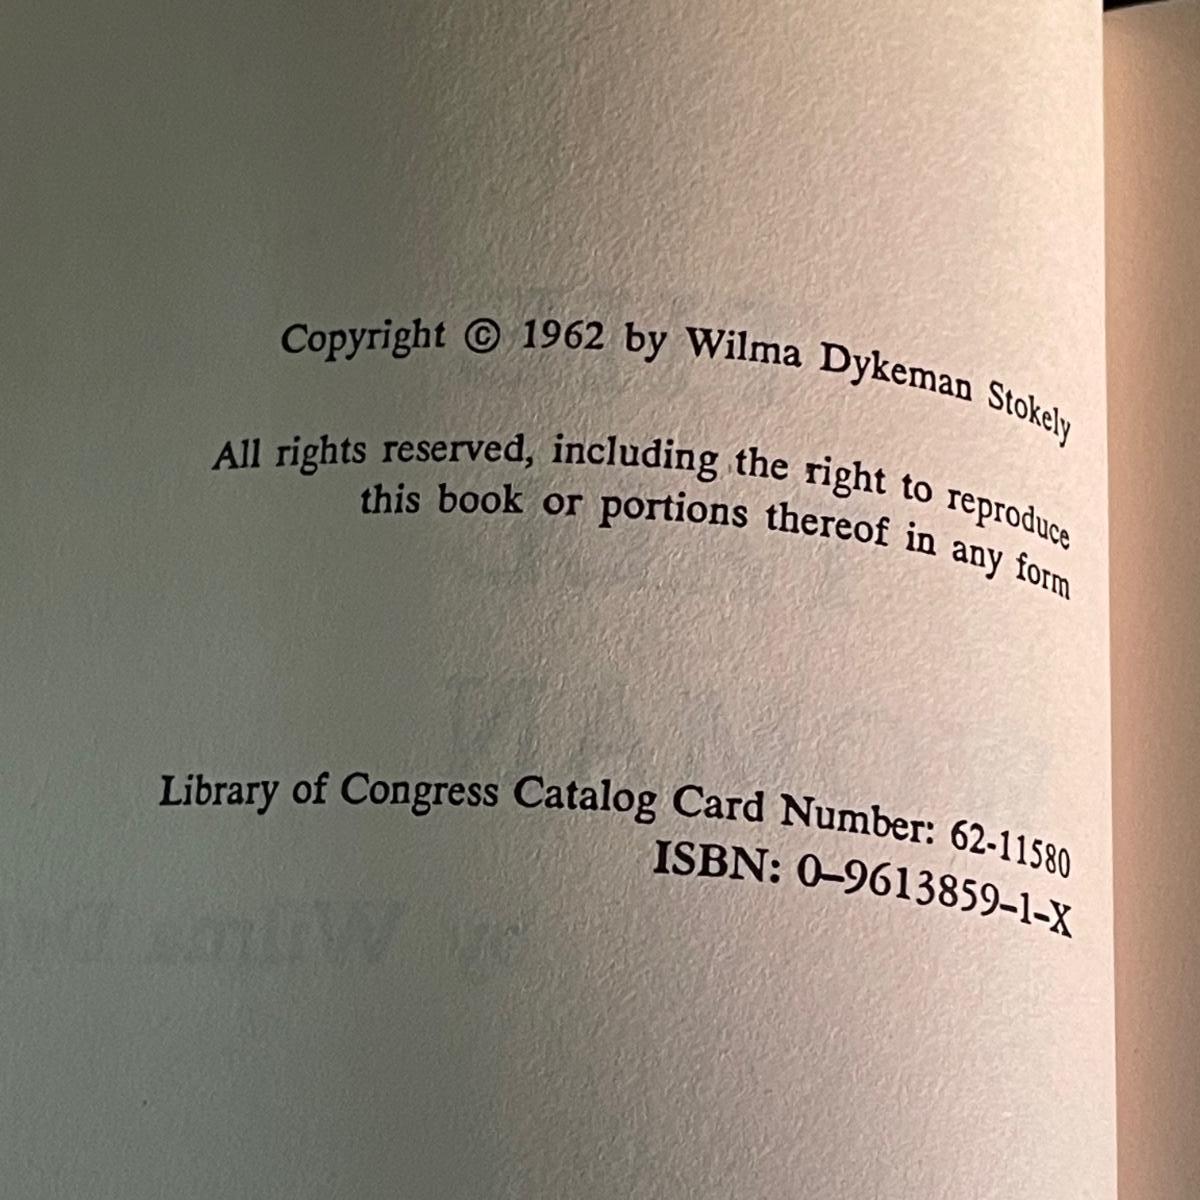 Copyright © 1962 by Wilma Dykeman Stokely
All rights reserved, including the right to reproduce
this book or portions thereof in any form
Library of Congress Catalog Card Number: 62-11580
ISBN: 0–9613859–1–X